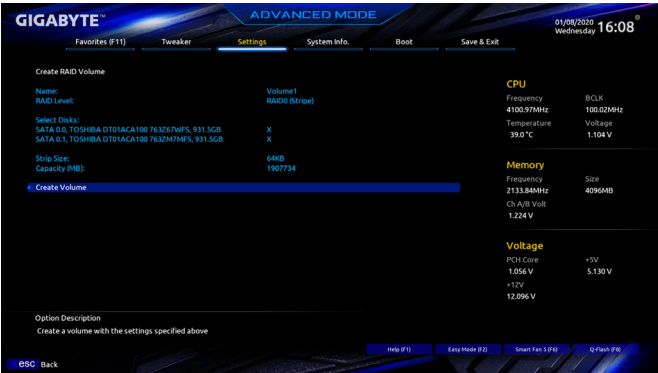 GIGABYTE™
ADVANCED MODE
01/08/2020
Wednesday
16:08
Favorites (F11) Tweaker Settings System Info. Boot Save & Exit
Create RAID Volume
Name: Volume1
RAID Level: RAID0 (Stripe)
Select Disks:
SATA 0.0, TOSHIBA DT01ACA100 763Z67WFS, 931.5GB X
SATA 0.1, TOSHIBA DT01ACA100 763ZM7MFS, 931.5GB X
Strip Size: 64KB
Capacity (MB): 1907734
Create Volume
CPU
Frequency BCLK
4100.97MHz 100.02MHz
Temperature Voltage
39.0 °C 1.104 V
Memory
Frequency Size
2133.84MHz 4096MB
Ch A/B Volt
1.224 V
Voltage
PCH Core +5V
1.056 V 5.130 V
+12V
12.096 V
Option Description
Create a volume with the settings specified above
Help (F1) Easy Mode (F2) Smart Fan 5 (F6) Q-Flash (F8)
esc Back